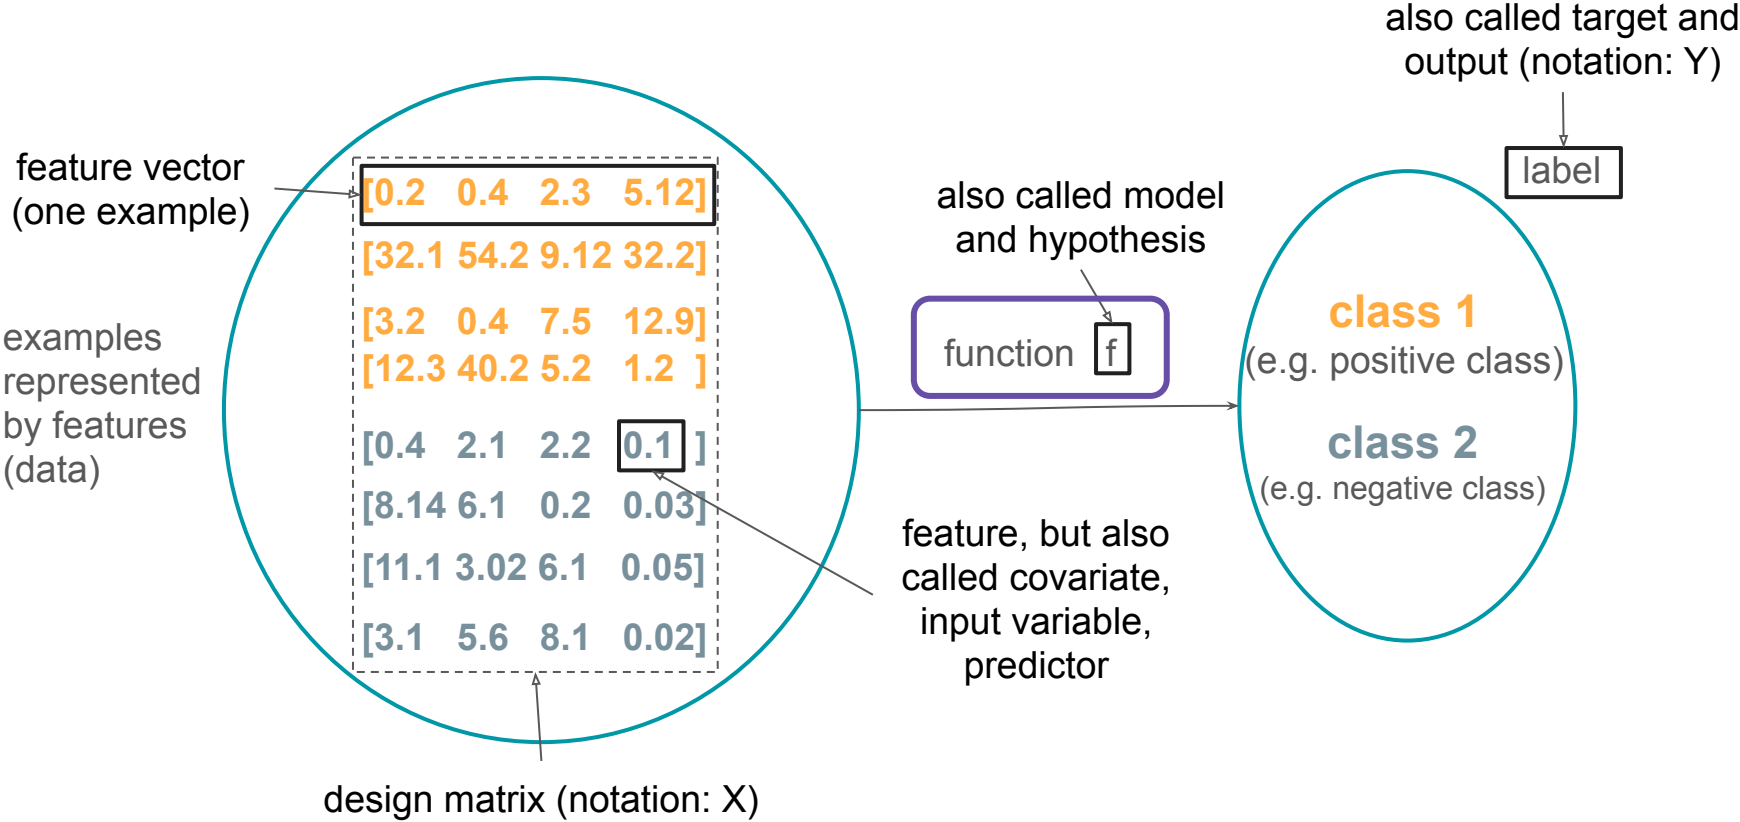 also called target and
output (notation: Y)
label
feature vector
(one example)
[0.2 0.4 2.3 5.12]
[32.1 54.2 9.12 32.2]
[3.2 0.4 7.5 12.9]
[12.3 40.2 5.2 1.2 ]
[0.4 2.1 2.2 0.1 ]
[8.14 6.1 0.2 0.03]
[11.1 3.02 6.1 0.05]
[3.1 5.6 8.1 0.02]
examples
represented
by features
(data)
also called model
and hypothesis
function f
class 1
(e.g. positive class)
class 2
(e.g. negative class)
feature, but also
called covariate,
input variable,
predictor
design matrix (notation: X)